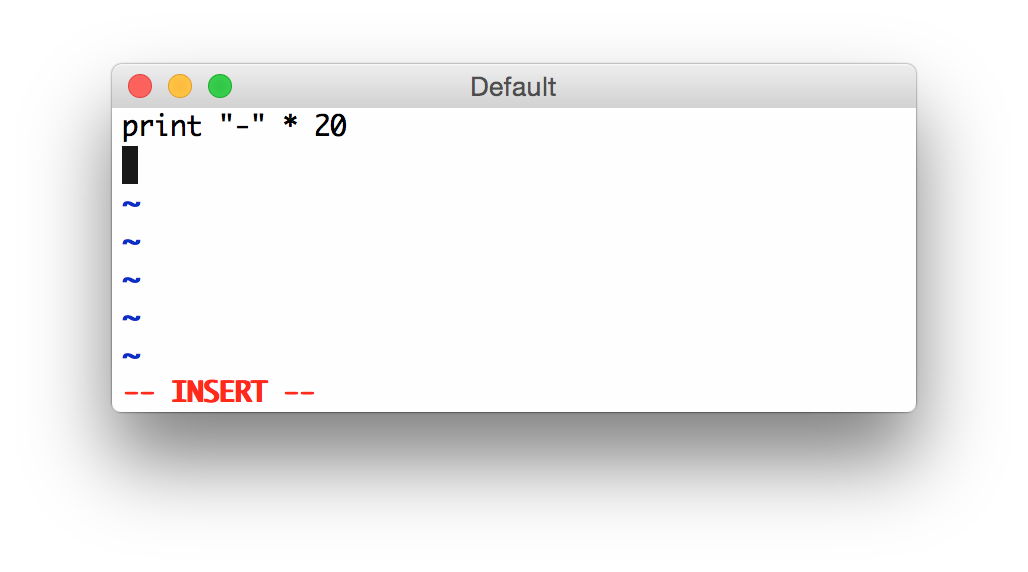 Default
print "-" * 20
~
~
~
~
~
-- INSERT --